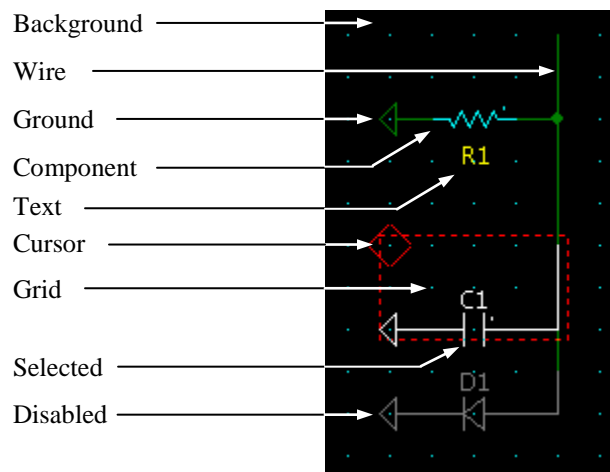 Background
Wire
Ground
Component
R1
Text
Cursor
Grid
C1
Selected
D1
Disabled